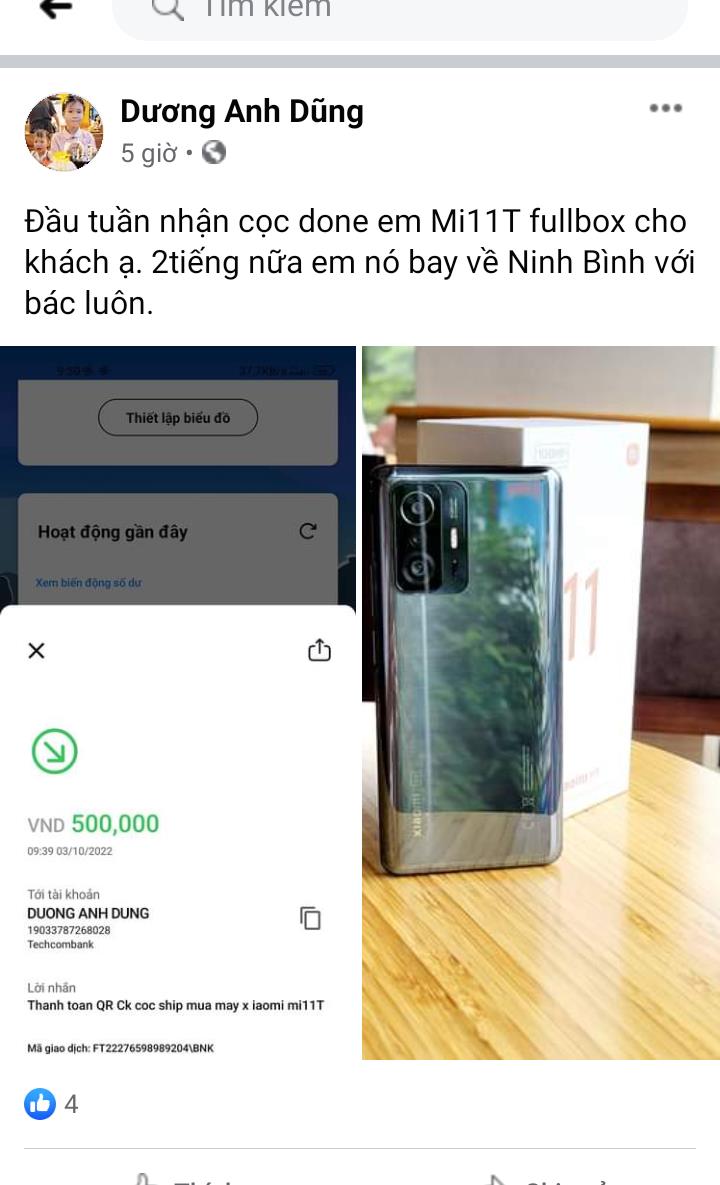 Tìm kiếm
Dương Anh Dũng
5 giờ •
Đầu tuần nhận cọc done em Mi11T fullbox cho
khách ạ. 2tiếng nữa em nó bay về Ninh Bình với
bác luôn.
Thiết lập biểu đồ
Hoạt động gần đây
Xem biến động số dư
VND 500,000
09:39 03/10/2022
Tới tài khoản
DUONG ANH DUNG
19033787268028
Techcombank
Lời nhắn
Thanh toan QR Ck coc ship mua may x iaomi mi11T
Mã giao dịch: FT22276598989204\BNK
11
xiaomi
4